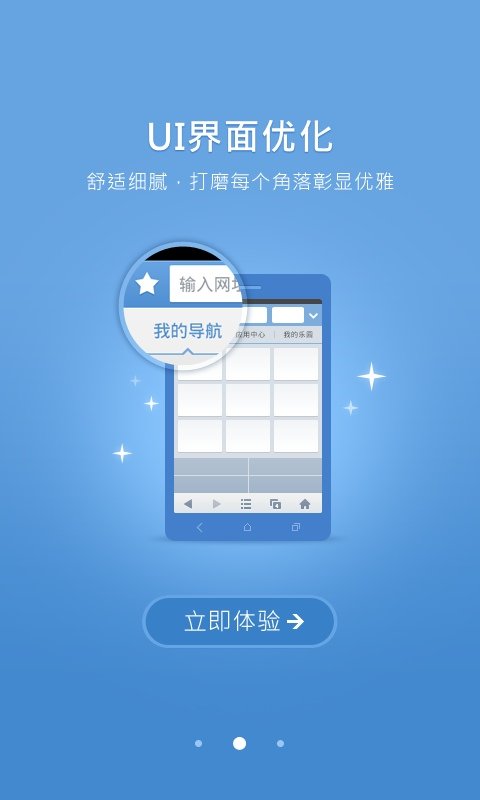 UI界面优化
舒适细腻 · 打磨每个角落彰显优雅
输入网址
我的导航
应用中心
我的乐园
立即体验